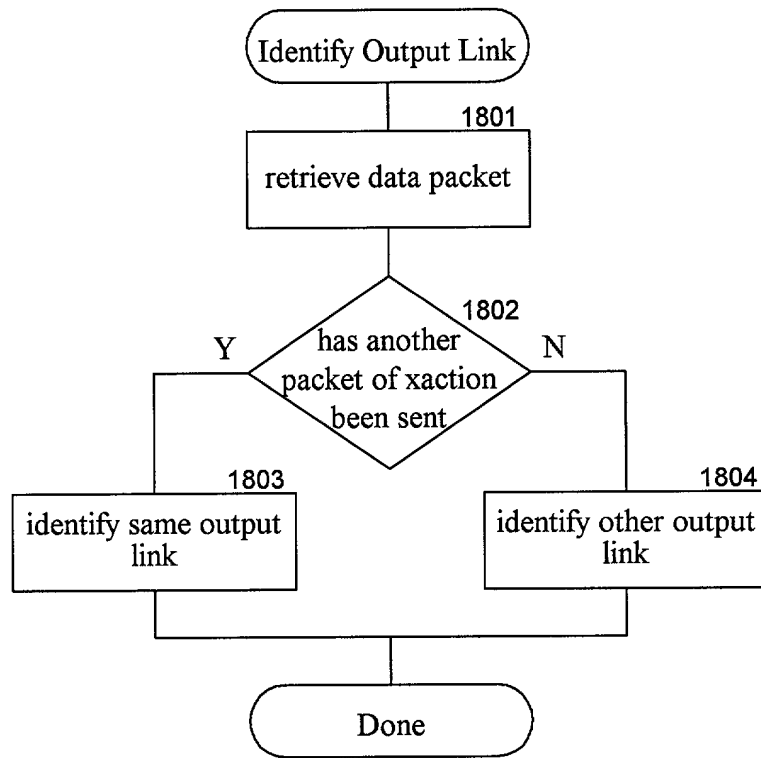 Identify Output Link
1801
retrieve data packet
1802
has another
packet of xaction
been sent
Y
N
1803
identify same output
link
1804
identify other output
link
Done